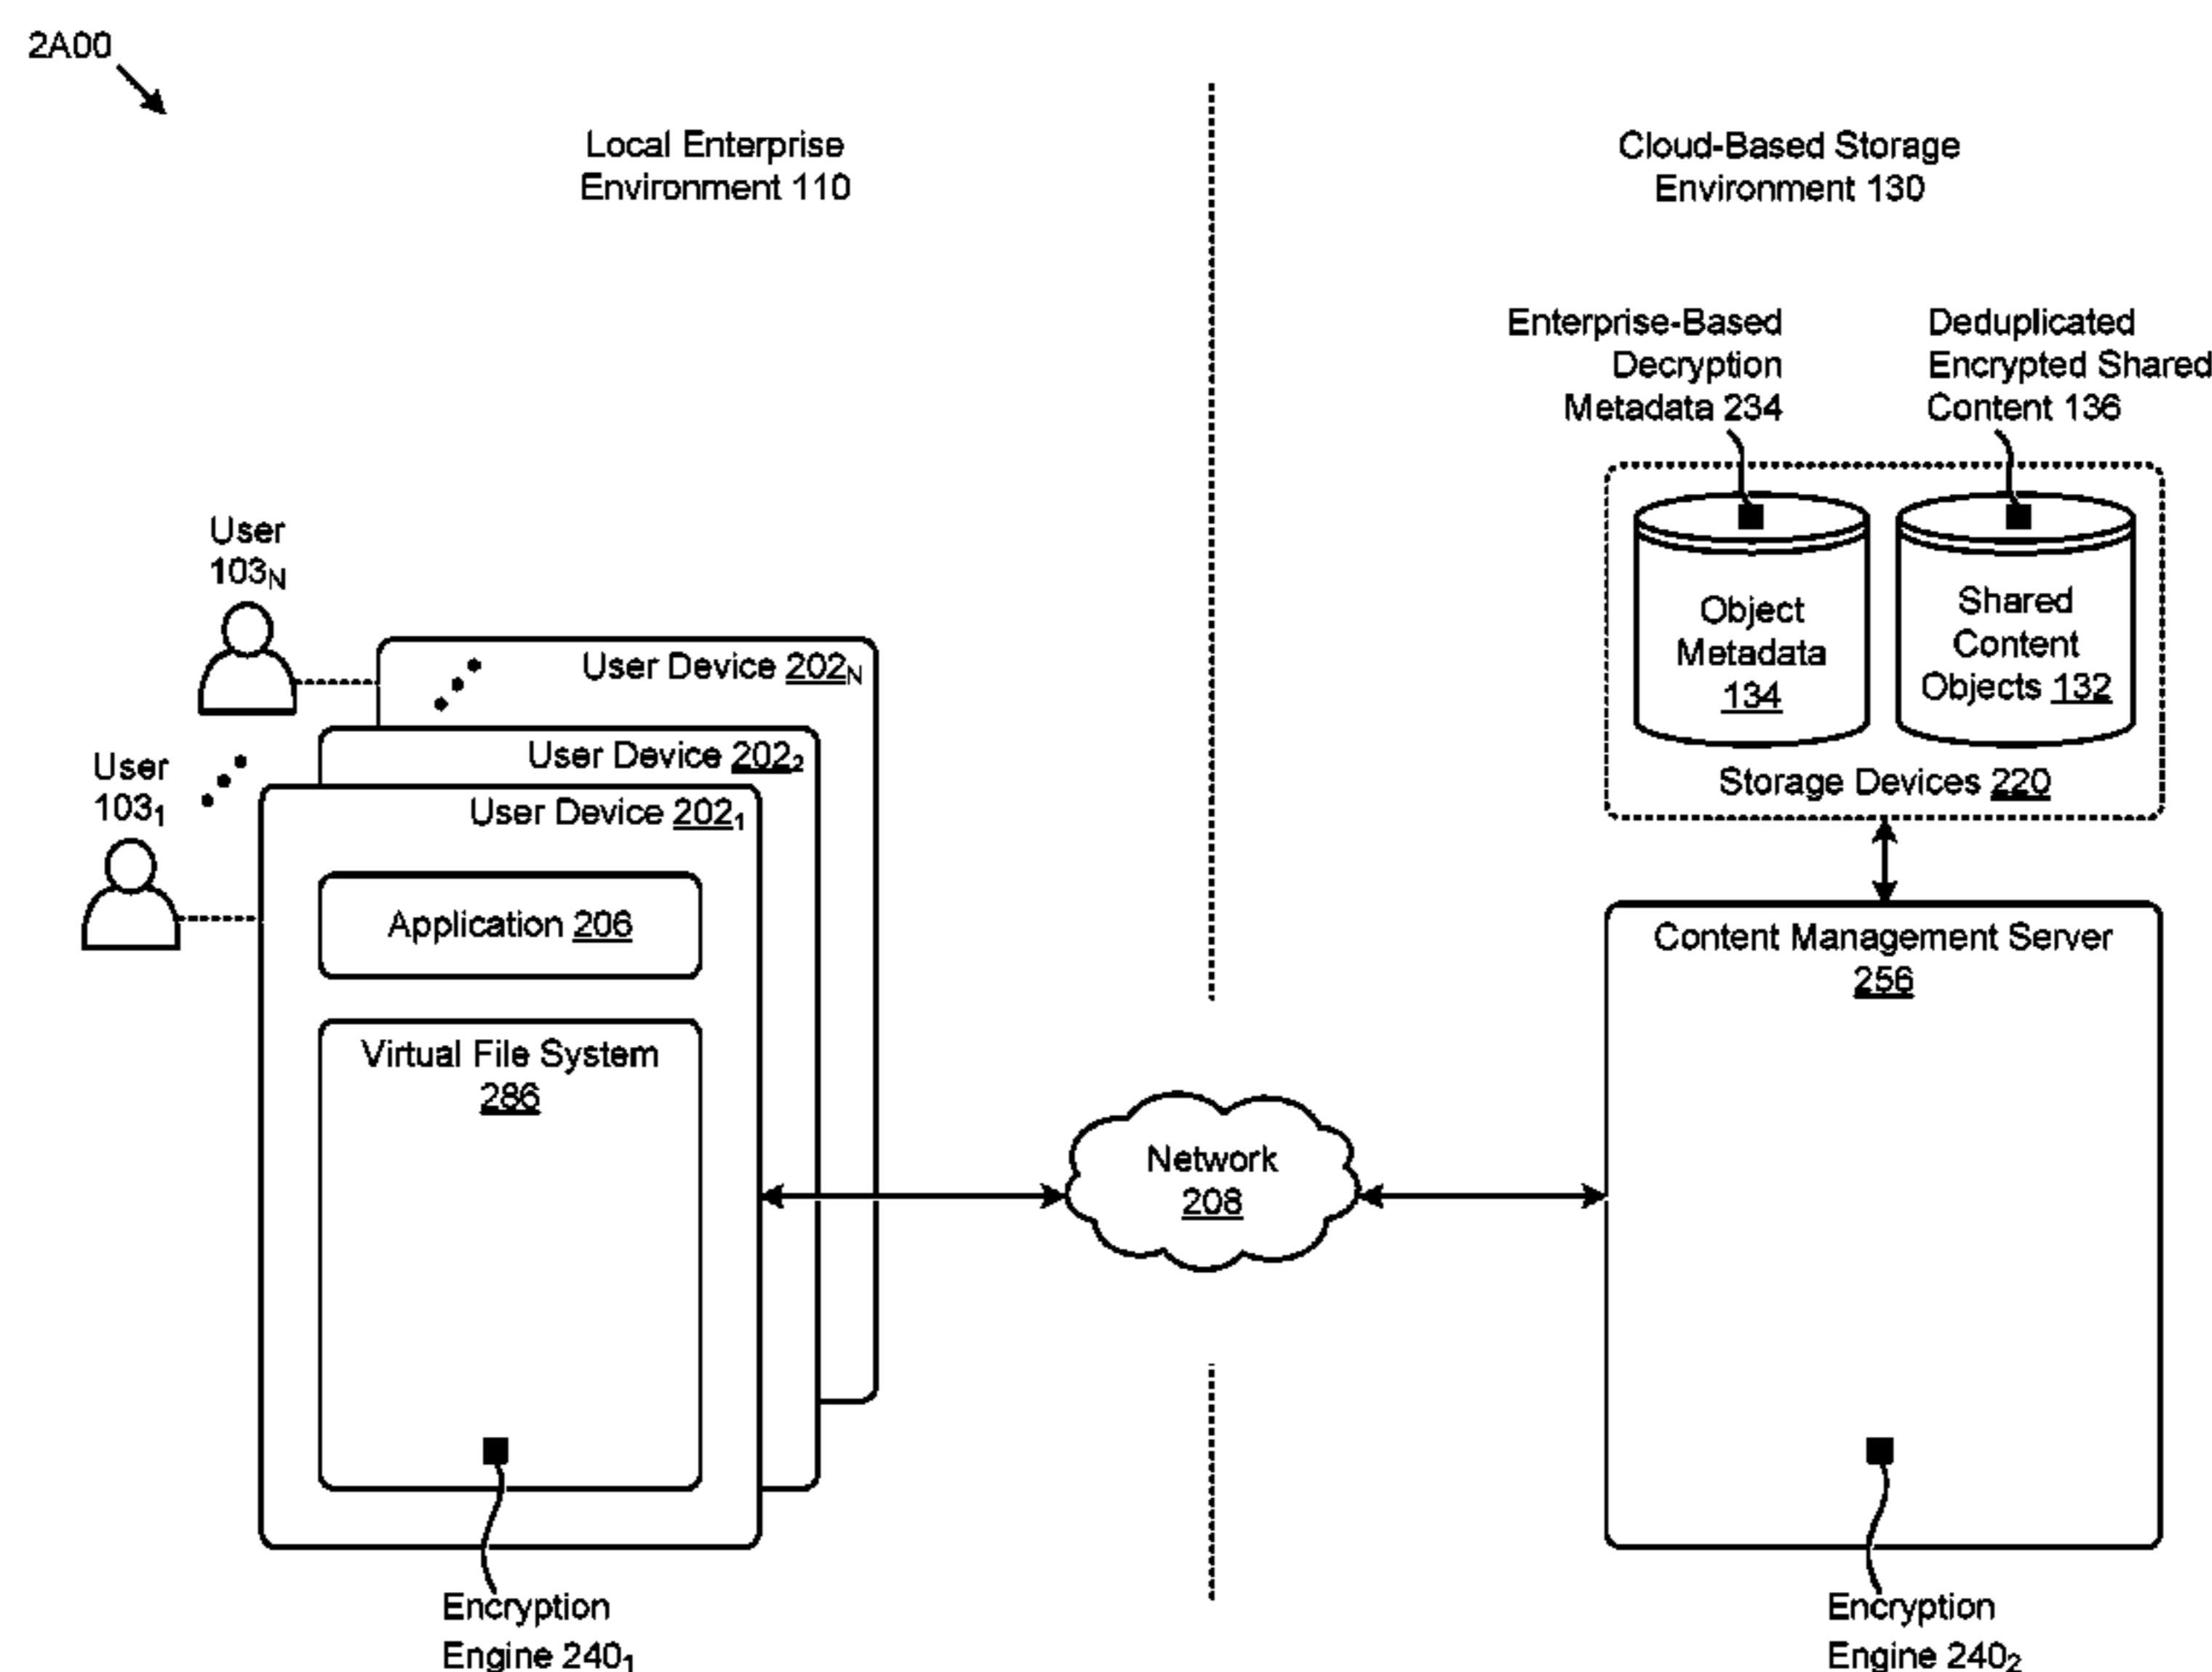 2A00
Local Enterprise
Environment 110
Cloud-Based Storage
Environment 130
Enterprise-Based
Decryption
Metadata 234
Deduplicated
Encrypted Shared
Content 136
Object
Metadata
134
Shared
Content
Objects 132
Storage Devices 220
User
103N
User
1031
User Device 202N
User Device 2022
User Device 2021
Application 206
Virtual File System
286
Network
208
Content Management Server
256
Encryption
Engine 2401
Encryption
Engine 2402